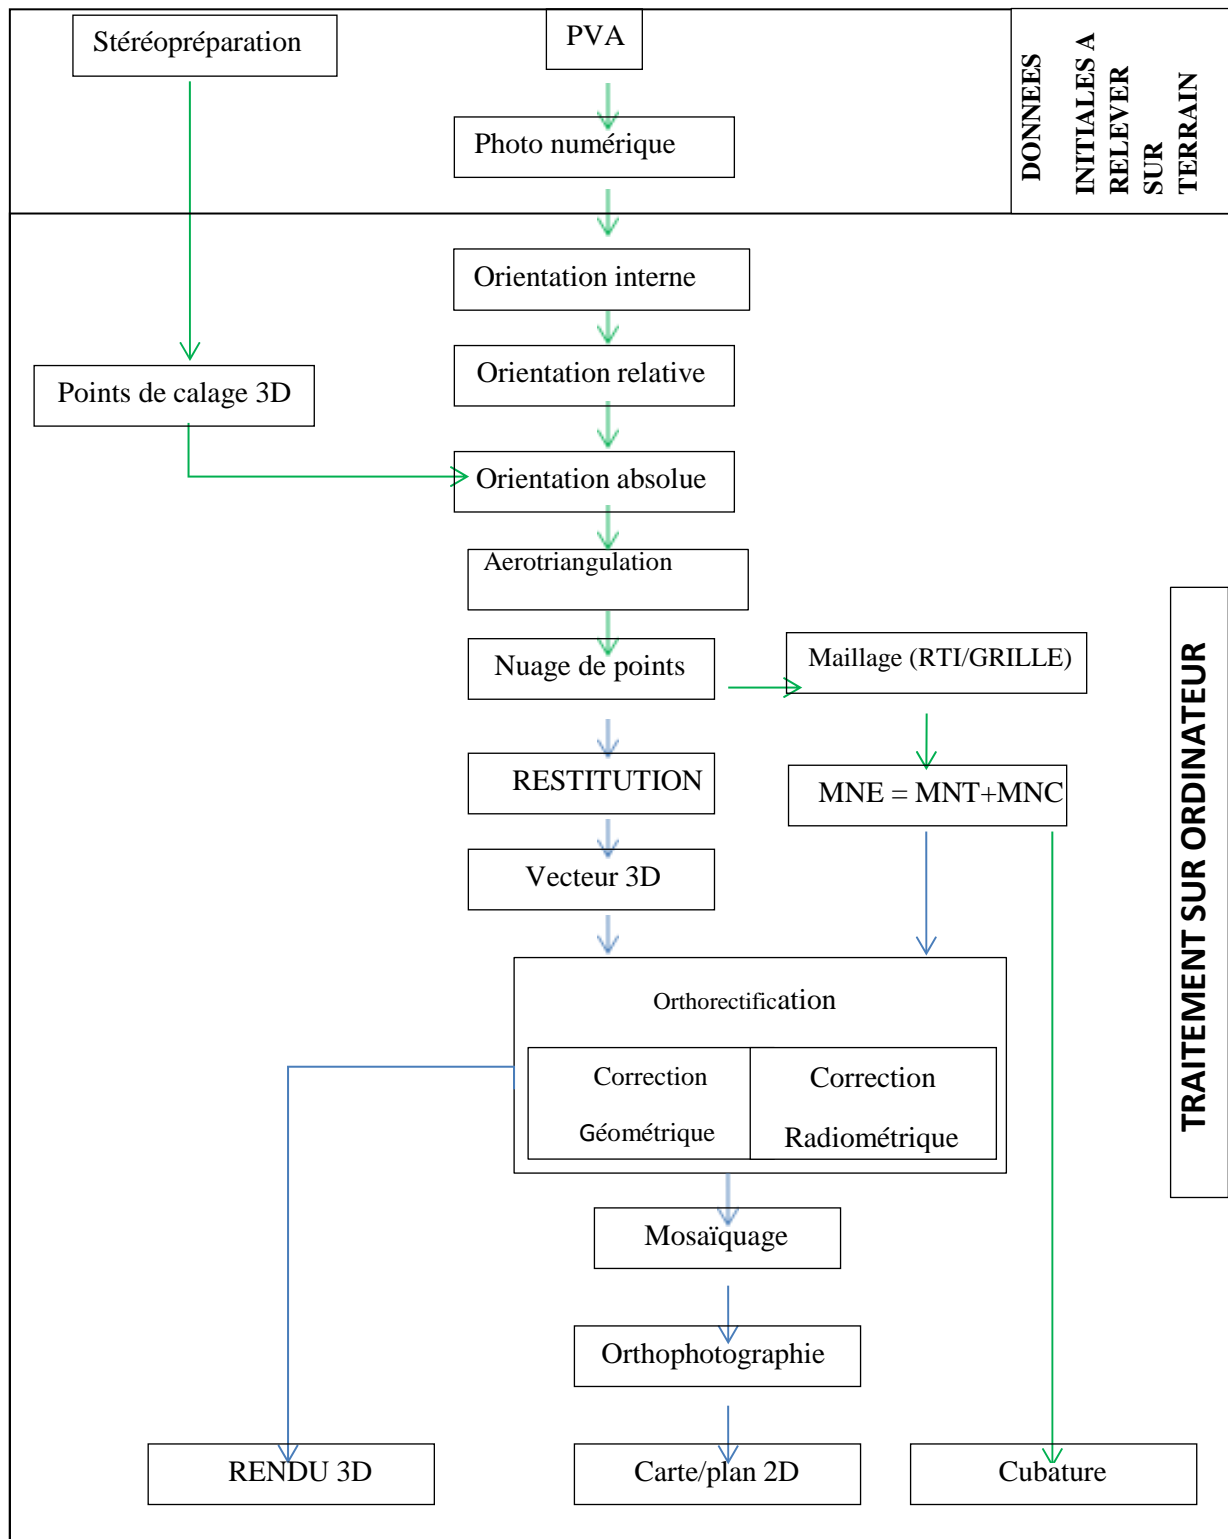 Stéréopréparation
PVA
DONNEES
INITIALES A
RELEVER
SUR
TERRAIN
Photo numérique
Orientation interne
Orientation relative
Points de calage 3D
Orientation absolue
Aerotriangulation
Nuage de points
Maillage (RTI/GRILLE)
RESTITUTION
MNE = MNT+MNC
Vecteur 3D
TRAITEMENT SUR ORDINATEUR
Orthorectification
Correction
Géométrique
Correction
Radiométrique
Mosaïquage
Orthophotographie
RENDU 3D
Carte/plan 2D
Cubature